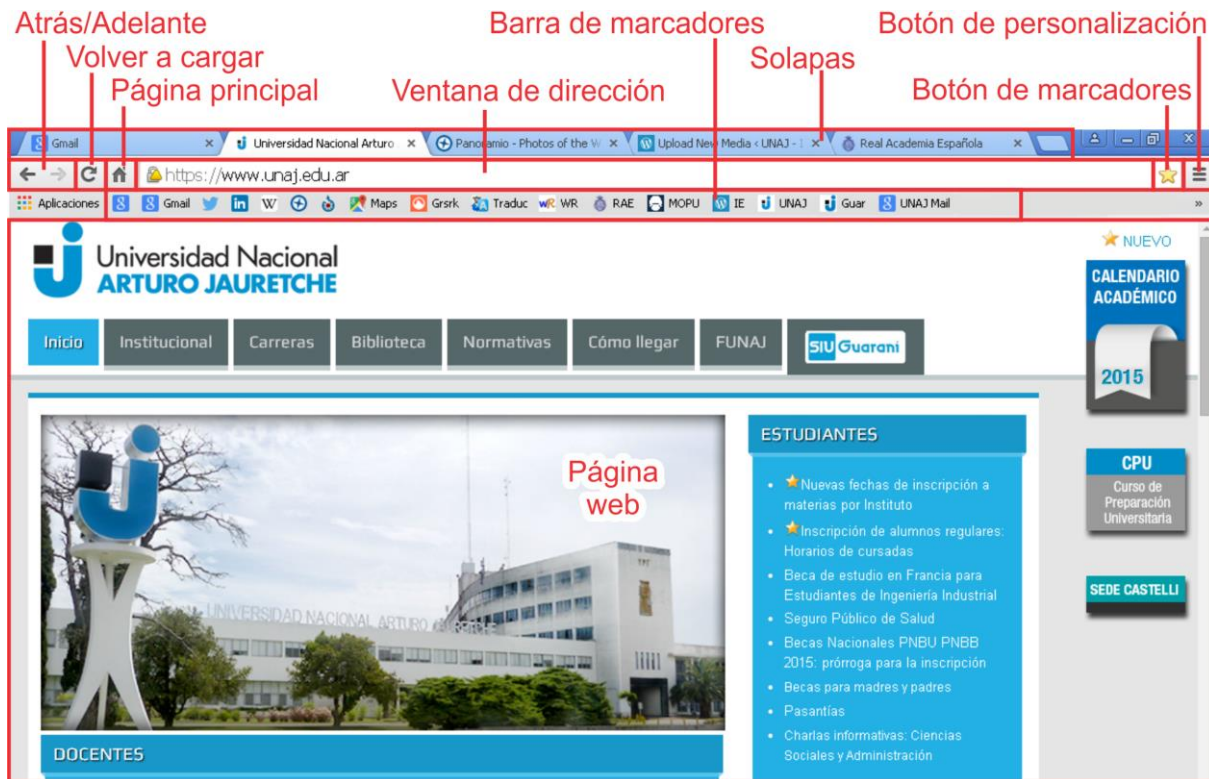 Atrás/Adelante
Volver a cargar
Página principal
Ventana de dirección
Barra de marcadores
Solapas
Botón de personalización
Botón de marcadores
Gmail
Universidad Nacional Arturo
Panoramio - Photos of the W
Upload New Media < UNAJ - 1
Real Academia Española
https://www.unaj.edu.ar
Aplicaciones Gmail Maps Grsrk Traduc WR RAE MOPU IE UNAJ Guar UNAJ Mail »
Universidad Nacional
ARTURO JAURETCHE
NUEVO
CALENDARIO
ACADÉMICO
2015
Inicio Institucional Carreras Biblioteca Normativas Cómo llegar FUNAJ SIU Guaraní
Página
web
UNIVERSIDAD NACIONAL ARTURO JAURETCHE
ESTUDIANTES
Nuevas fechas de inscripción a
materias por Instituto
Inscripción de alumnos regulares:
Horarios de cursadas
Beca de estudio en Francia para
Estudiantes de Ingeniería Industrial
Seguro Público de Salud
Becas Nacionales PNBU PNBB
2015: prórroga para la inscripción
Becas para madres y padres
Pasantías
Charlas informativas: Ciencias
Sociales y Administración
CPU
Curso de
Preparación
Universitaria
SEDE CASTELLI
DOCENTES